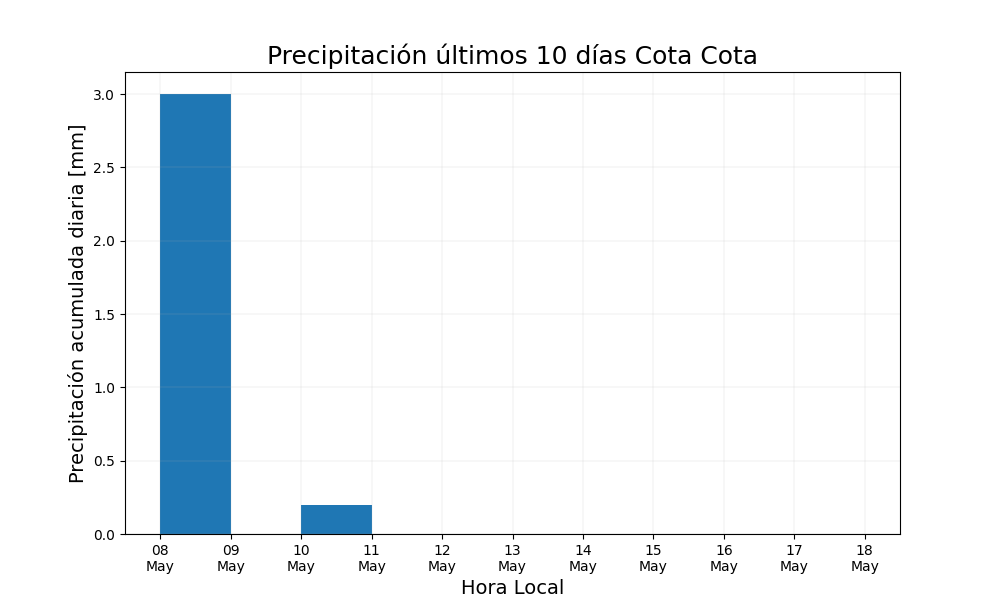 Precipitación últimos 10 días Cota Cota
Precipitación acumulada diaria [mm]
3.0
2.5
2.0
1.5
1.0
0.5
0.0
08 09 10 11 12 13 14 15 16 17 18
May May May May May May May May May May May
Hora Local